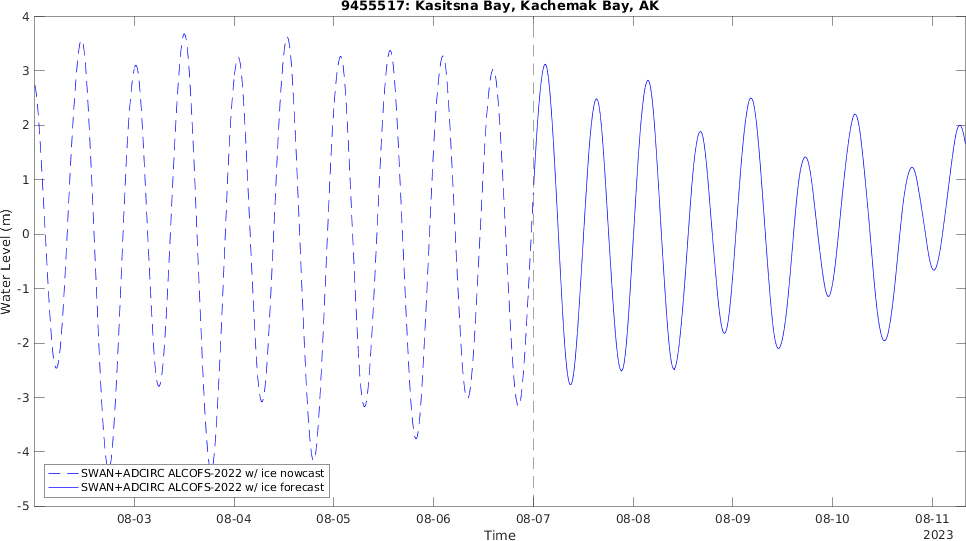 9455517: Kasitsna Bay, Kachemak Bay, AK
4
3
2
1
0
-1
-2
-3
-4
-5
Water Level (m)
SWAN+ADCIRC ALCOFS-2022 w/ ice nowcast
SWAN+ADCIRC ALCOFS-2022 w/ ice forecast
08-03 08-04 08-05 08-06 08-07 08-08 08-09 08-10 08-11
2023
Time